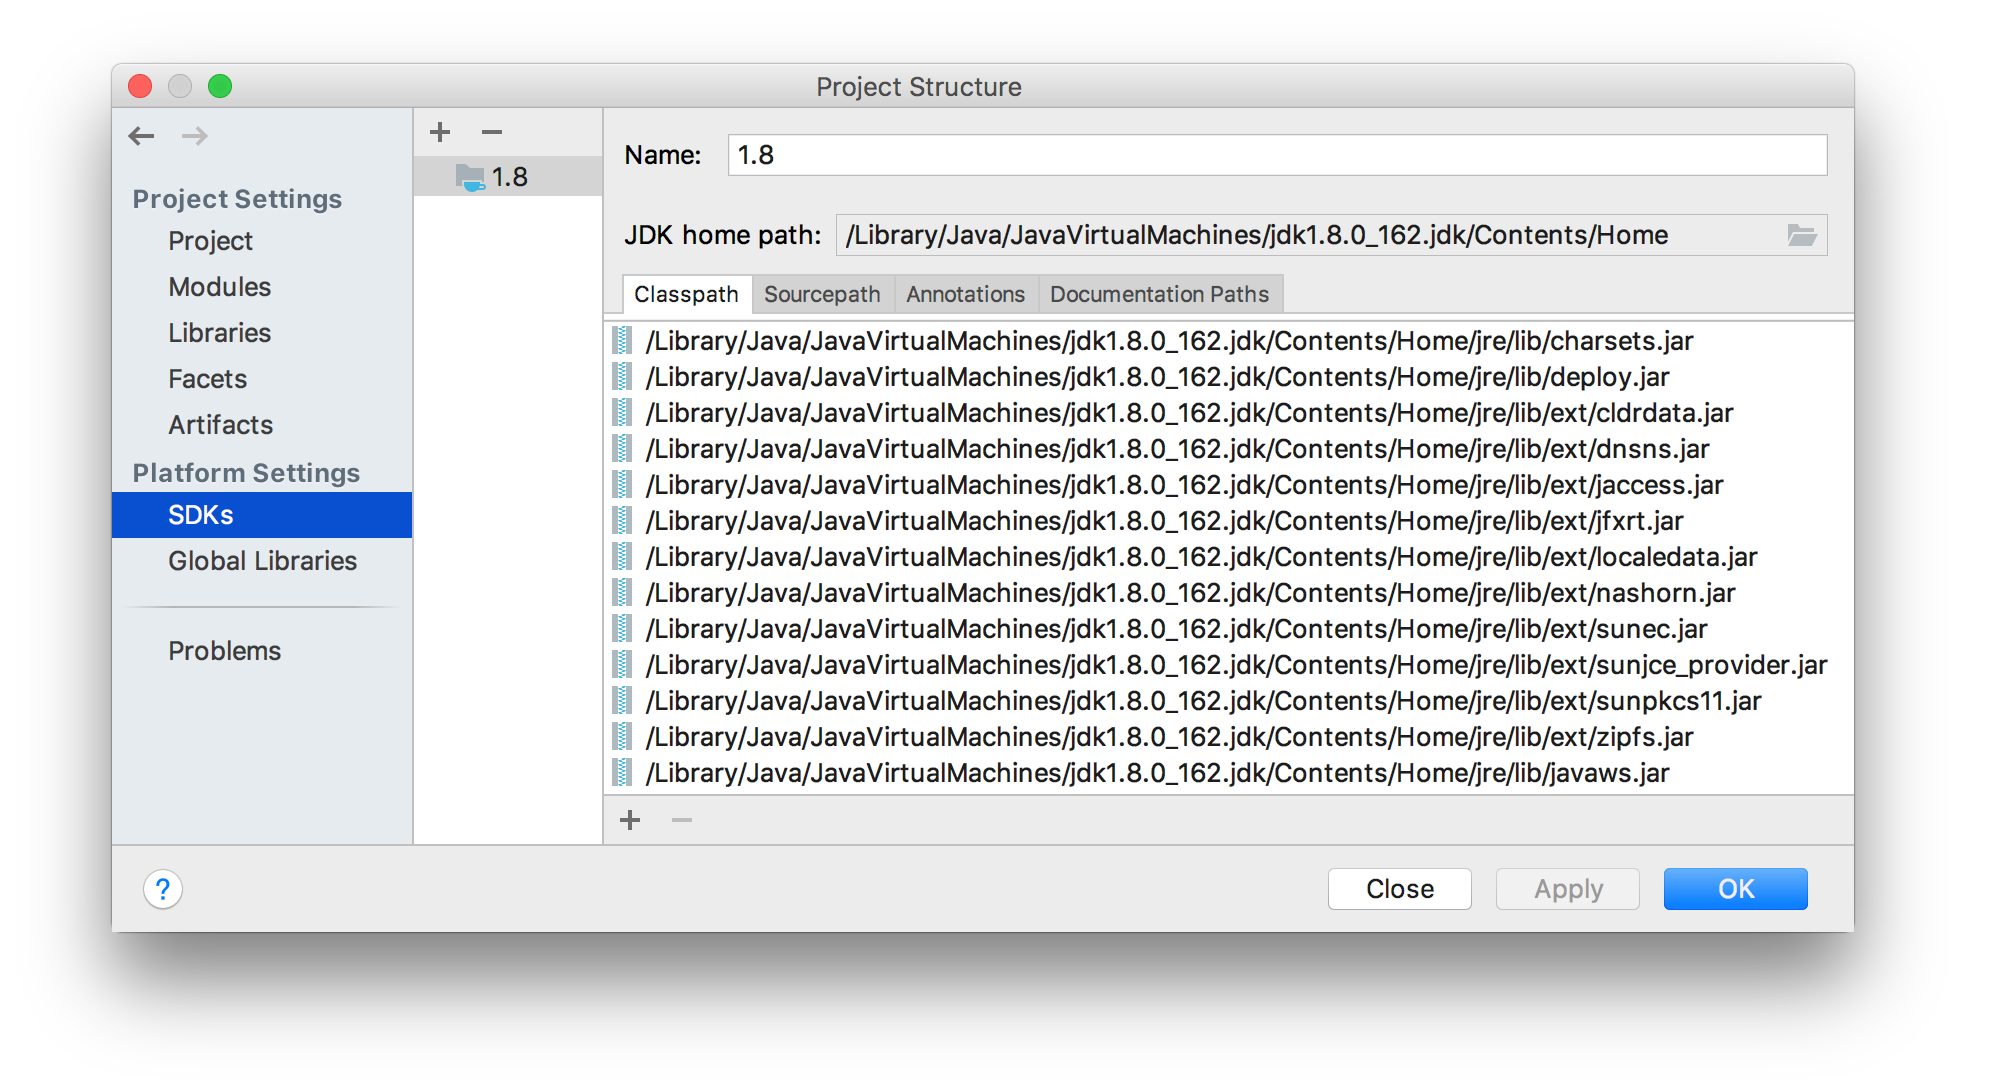 Project Structure
Project Settings
Project
Modules
Libraries
Facets
Artifacts
Platform Settings
SDKs
Global Libraries
Problems
1.8
Name: 1.8
JDK home path: /Library/Java/JavaVirtualMachines/jdk1.8.0_162.jdk/Contents/Home
Classpath Sourcepath Annotations Documentation Paths
/Library/Java/JavaVirtualMachines/jdk1.8.0_162.jdk/Contents/Home/jre/lib/charsets.jar
/Library/Java/JavaVirtualMachines/jdk1.8.0_162.jdk/Contents/Home/jre/lib/deploy.jar
/Library/Java/JavaVirtualMachines/jdk1.8.0_162.jdk/Contents/Home/jre/lib/ext/cldrdata.jar
/Library/Java/JavaVirtualMachines/jdk1.8.0_162.jdk/Contents/Home/jre/lib/ext/dnsns.jar
/Library/Java/JavaVirtualMachines/jdk1.8.0_162.jdk/Contents/Home/jre/lib/ext/jaccess.jar
/Library/Java/JavaVirtualMachines/jdk1.8.0_162.jdk/Contents/Home/jre/lib/ext/jfxrt.jar
/Library/Java/JavaVirtualMachines/jdk1.8.0_162.jdk/Contents/Home/jre/lib/ext/localedata.jar
/Library/Java/JavaVirtualMachines/jdk1.8.0_162.jdk/Contents/Home/jre/lib/ext/nashorn.jar
/Library/Java/JavaVirtualMachines/jdk1.8.0_162.jdk/Contents/Home/jre/lib/ext/sunec.jar
/Library/Java/JavaVirtualMachines/jdk1.8.0_162.jdk/Contents/Home/jre/lib/ext/sunjce_provider.jar
/Library/Java/JavaVirtualMachines/jdk1.8.0_162.jdk/Contents/Home/jre/lib/ext/sunpkcs11.jar
/Library/Java/JavaVirtualMachines/jdk1.8.0_162.jdk/Contents/Home/jre/lib/ext/zipfs.jar
/Library/Java/JavaVirtualMachines/jdk1.8.0_162.jdk/Contents/Home/jre/lib/javaws.jar
? Close Apply OK